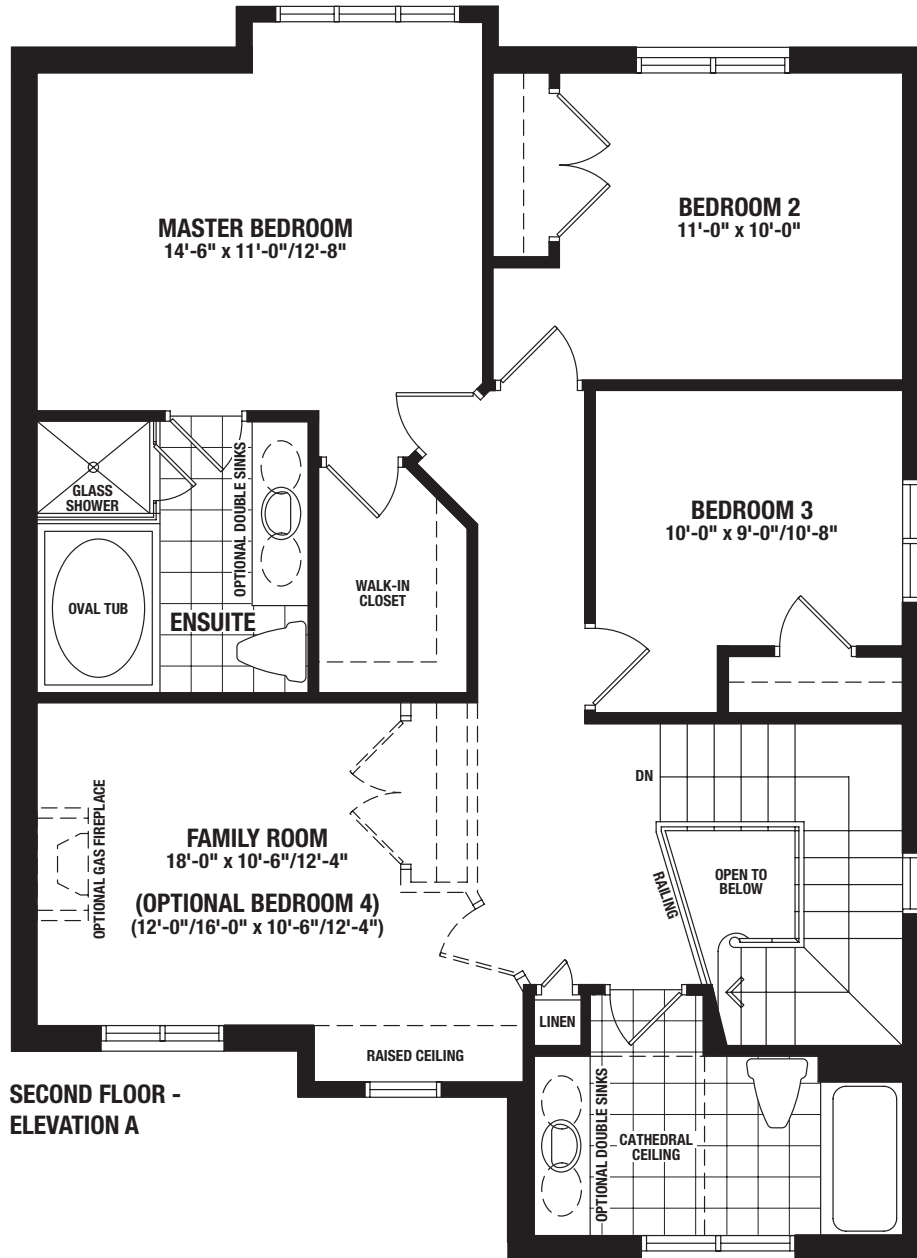 MASTER BEDROOM
14'-6" x 11'-0"/12'-8"
BEDROOM 2
11'-0" x 10'-0"
GLASS
SHOWER
OPTIONAL DOUBLE SINKS
OVAL TUB
ENSUITE
WALK-IN
CLOSET
BEDROOM 3
10'-0" x 9'-0"/10'-8"
OPTIONAL GAS FIREPLACE
FAMILY ROOM
18'-0" x 10'-6"/12'-4"
(OPTIONAL BEDROOM 4)
(12'-0"/16'-0" x 10'-6"/12'-4")
DN
RAILING
OPEN TO
BELOW
LINEN
RAISED CEILING
OPTIONAL DOUBLE SINKS
CATHEDRAL
CEILING
SECOND FLOOR -
ELEVATION A